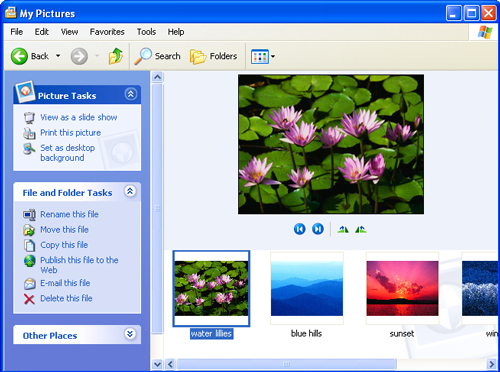 My Pictures
File Edit View Favorites Tools Help
Back Search Folders
Picture Tasks
View as a slide show
Print this picture
Set as desktop
background
File and Folder Tasks
Rename this file
Move this file
Copy this file
Publish this file to the
Web
E-mail this file
Delete this file
Other Places
water lillies blue hills sunset win